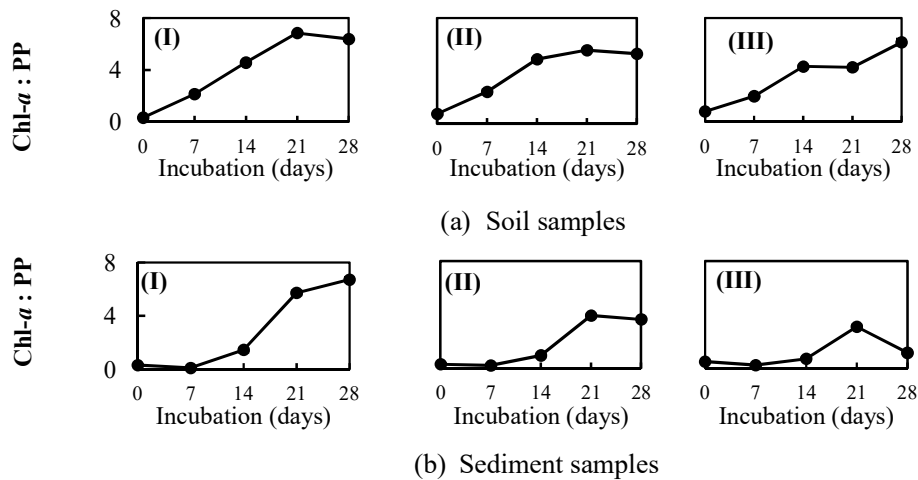 Chl-a : PP
8
4
0
(I)
(II)
(III)
0 7 14 21 28
0 7 14 21 28
0 7 14 21 28
Incubation (days)
Incubation (days)
Incubation (days)
(a) Soil samples
Chl-a : PP
8
4
0
(I)
(II)
(III)
0 7 14 21 28
0 7 14 21 28
0 7 14 21 28
Incubation (days)
Incubation (days)
Incubation (days)
(b) Sediment samples